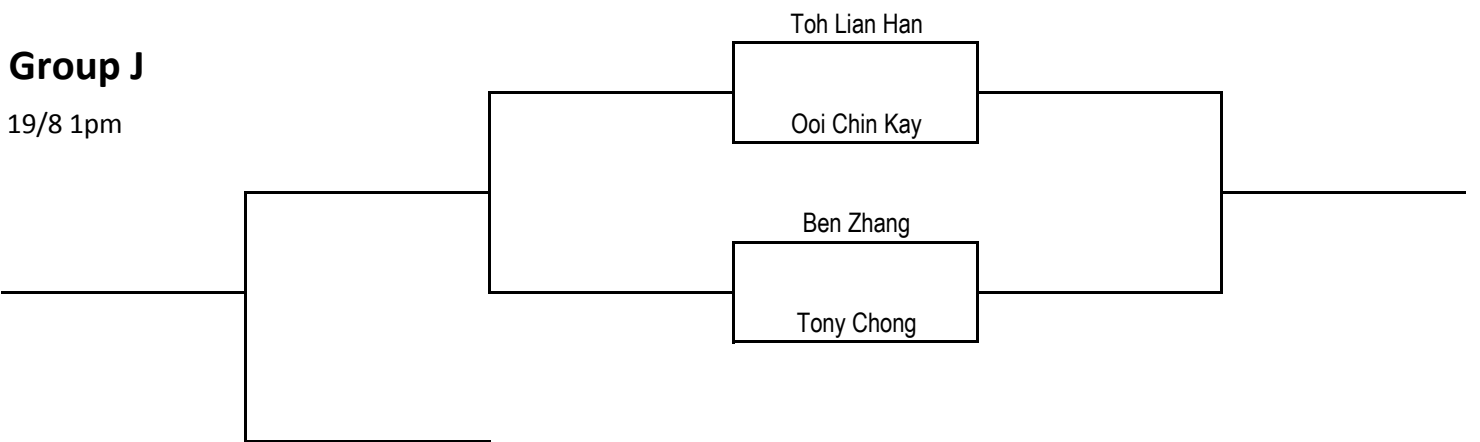 Group J
19/8 1pm
Toh Lian Han
Ooi Chin Kay
Ben Zhang
Tony Chong